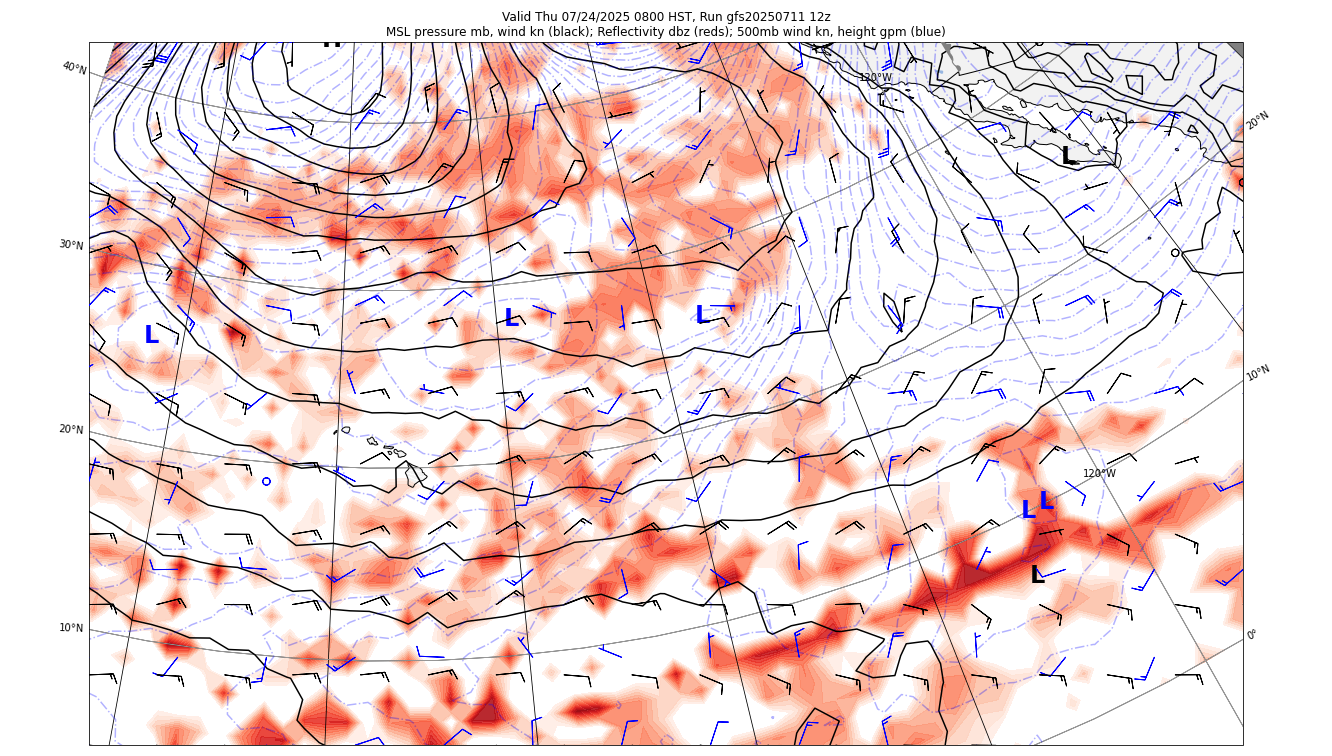 Valid Thu 07/24/2025 0800 HST, Run gfs20250711 12z
MSL pressure mb, wind kn (black); Reflectivity dbz (reds); 500mb wind kn, height gpm (blue)
H
40°N
120°W
20°N
L
30°N
L
L
L
10°N
20°N
120°W
L
L
L
10°N
0°